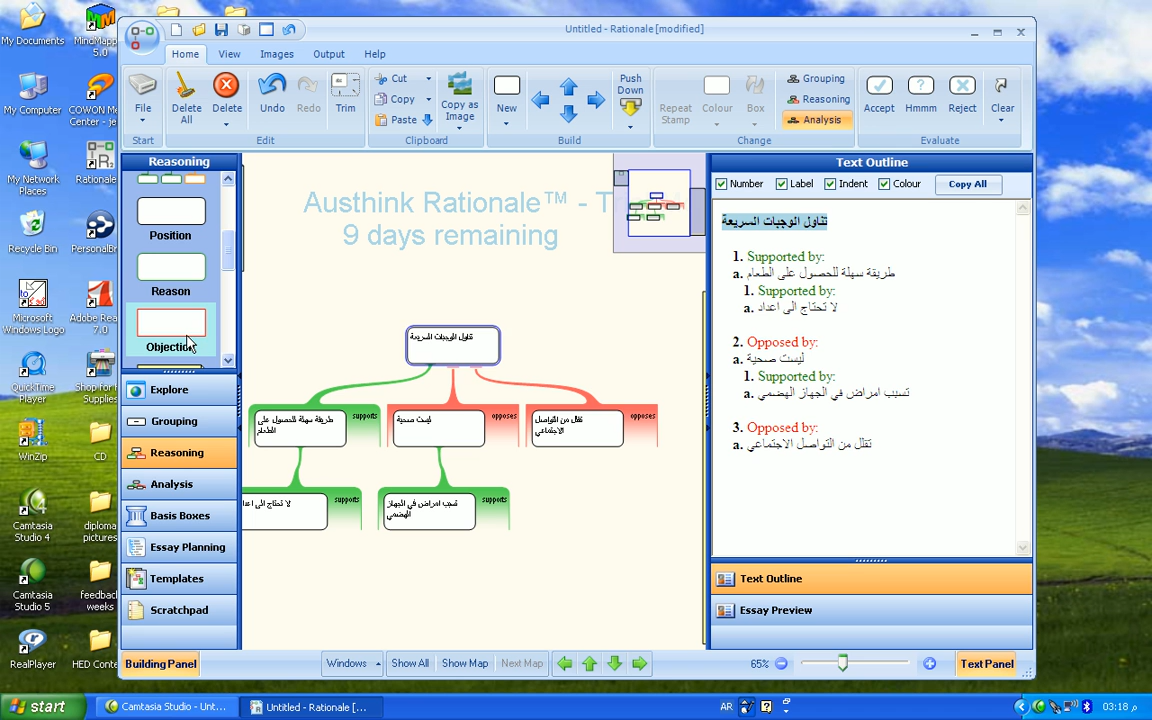 My Documents
MindMapp
5.0
My Computer
COWON Me
Center - je
My Network
Places
Rationale
Recycle Bin
PersonalBr
Microsoft
Windows Logo
Adobe Rea
7.0
QuickTime
Player
Shop for
Supplies
WinZip
CD
Camtasia
Studio 4
diploma
pictures
Camtasia
Studio 5
feedback
weeks
RealPlayer
HED Conte
Untitled - Rationale [modified]
Home
View
Images
Output
Help
File
Start
Delete
All
Delete
Undo
Redo
Trim
Edit
Cut
Copy
Paste
Copy as
Image
Clipboard
New
Push
Down
Build
Repeat
Stamp
Colour
Box
Grouping
Reasoning
Analysis
Change
Accept
Hmmm
Reject
Clear
Evaluate
Reasoning
Position
Reason
Objection
Explore
Grouping
Reasoning
Analysis
Basis Boxes
Essay Planning
Templates
Scratchpad
Building Panel
Austhink Rationale™ - T
9 days remaining
تناول الوجبات السريعة
طريقة سهلة للحصول على
الطعام
supports
ليست صحية
opposes
تقلل من التواصل
الاجتماعي
opposes
لا تحتاج الى اعدا
supports
تسبب امراض في الجهاز
الهضمي
supports
Text Outline
Number
Label
Indent
Colour
Copy All
تناول الوجبات السريعة
1. Supported by:
a. طريقة سهلة للحصول على الطعام
1. Supported by:
a. لا تحتاج الى اعداد
2. Opposed by:
a. ليست صحية
1. Supported by:
a. تسبب امراض في الجهاز الهضمي
3. Opposed by:
a. تقلل من التواصل الاجتماعي
Text Outline
Essay Preview
Windows
Show All
Show Map
Next Map
65%
Text Panel
start
Camtasia Studio - Unt...
Untitled - Rationale [...
AR
03:18 م